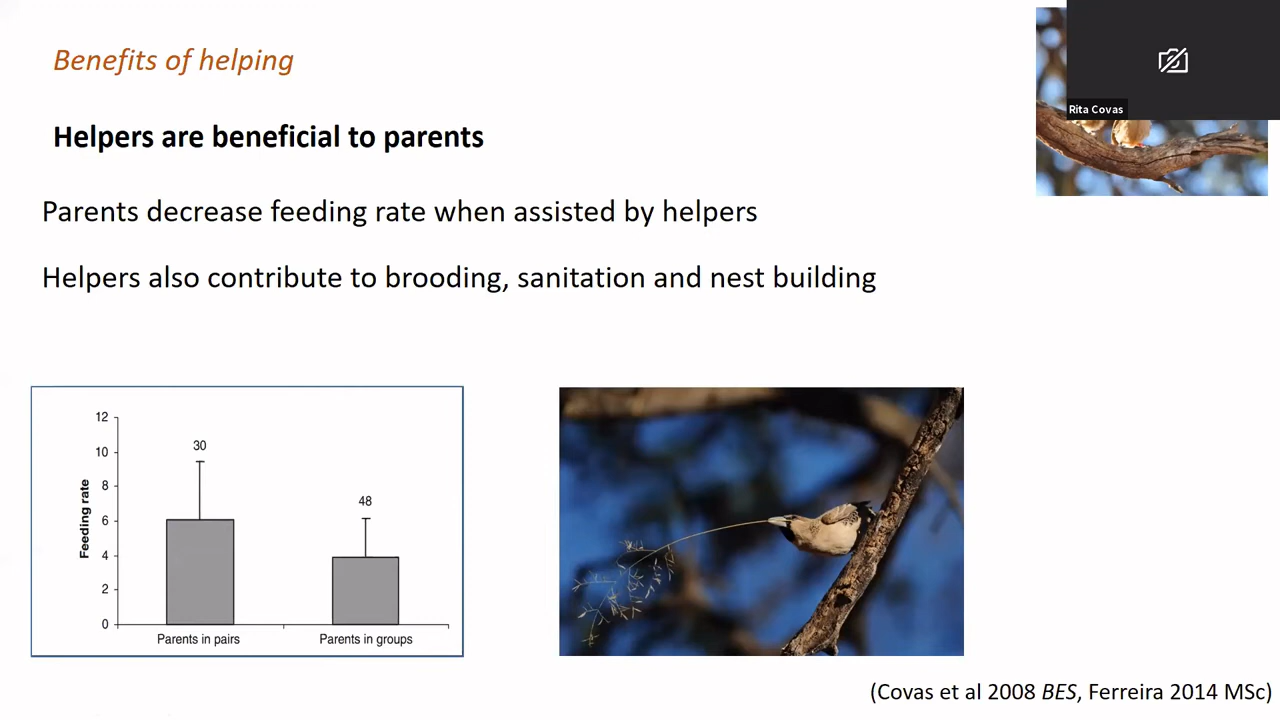 Benefits of helping
Rita Covas
Helpers are beneficial to parents
Parents decrease feeding rate when assisted by helpers
Helpers also contribute to brooding, sanitation and nest building
12
10
8
6
4
2
0
Feeding rate
30
48
Parents in pairs
Parents in groups
(Covas et al 2008 BES, Ferreira 2014 MSc)